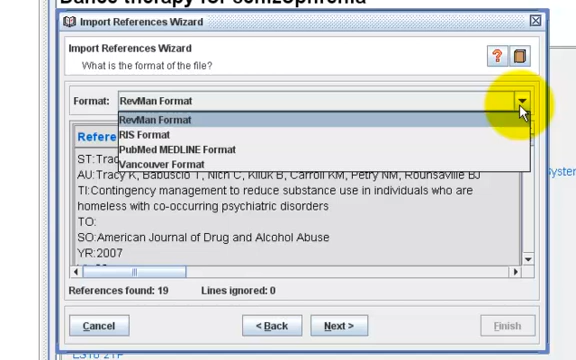 Dance therapy for schizophrenia
Import References Wizard
Import References Wizard
What is the format of the file?
?
Format: RevMan Format
RevMan Format
RIS Format
PubMed MEDLINE Format
Vancouver Format
Refere
ST:Trac
AU:Tracy K, Babuscio T, Nich C, Kiluk B, Carroll KM, Petry NM, Rounsaville BJ
TI:Contingency management to reduce substance use in individuals who are
homeless with co-occurring psychiatric disorders
TO:
SO:American Journal of Drug and Alcohol Abuse
YR:2007
References found: 19 Lines ignored: 0
Cancel < Back Next > Finish